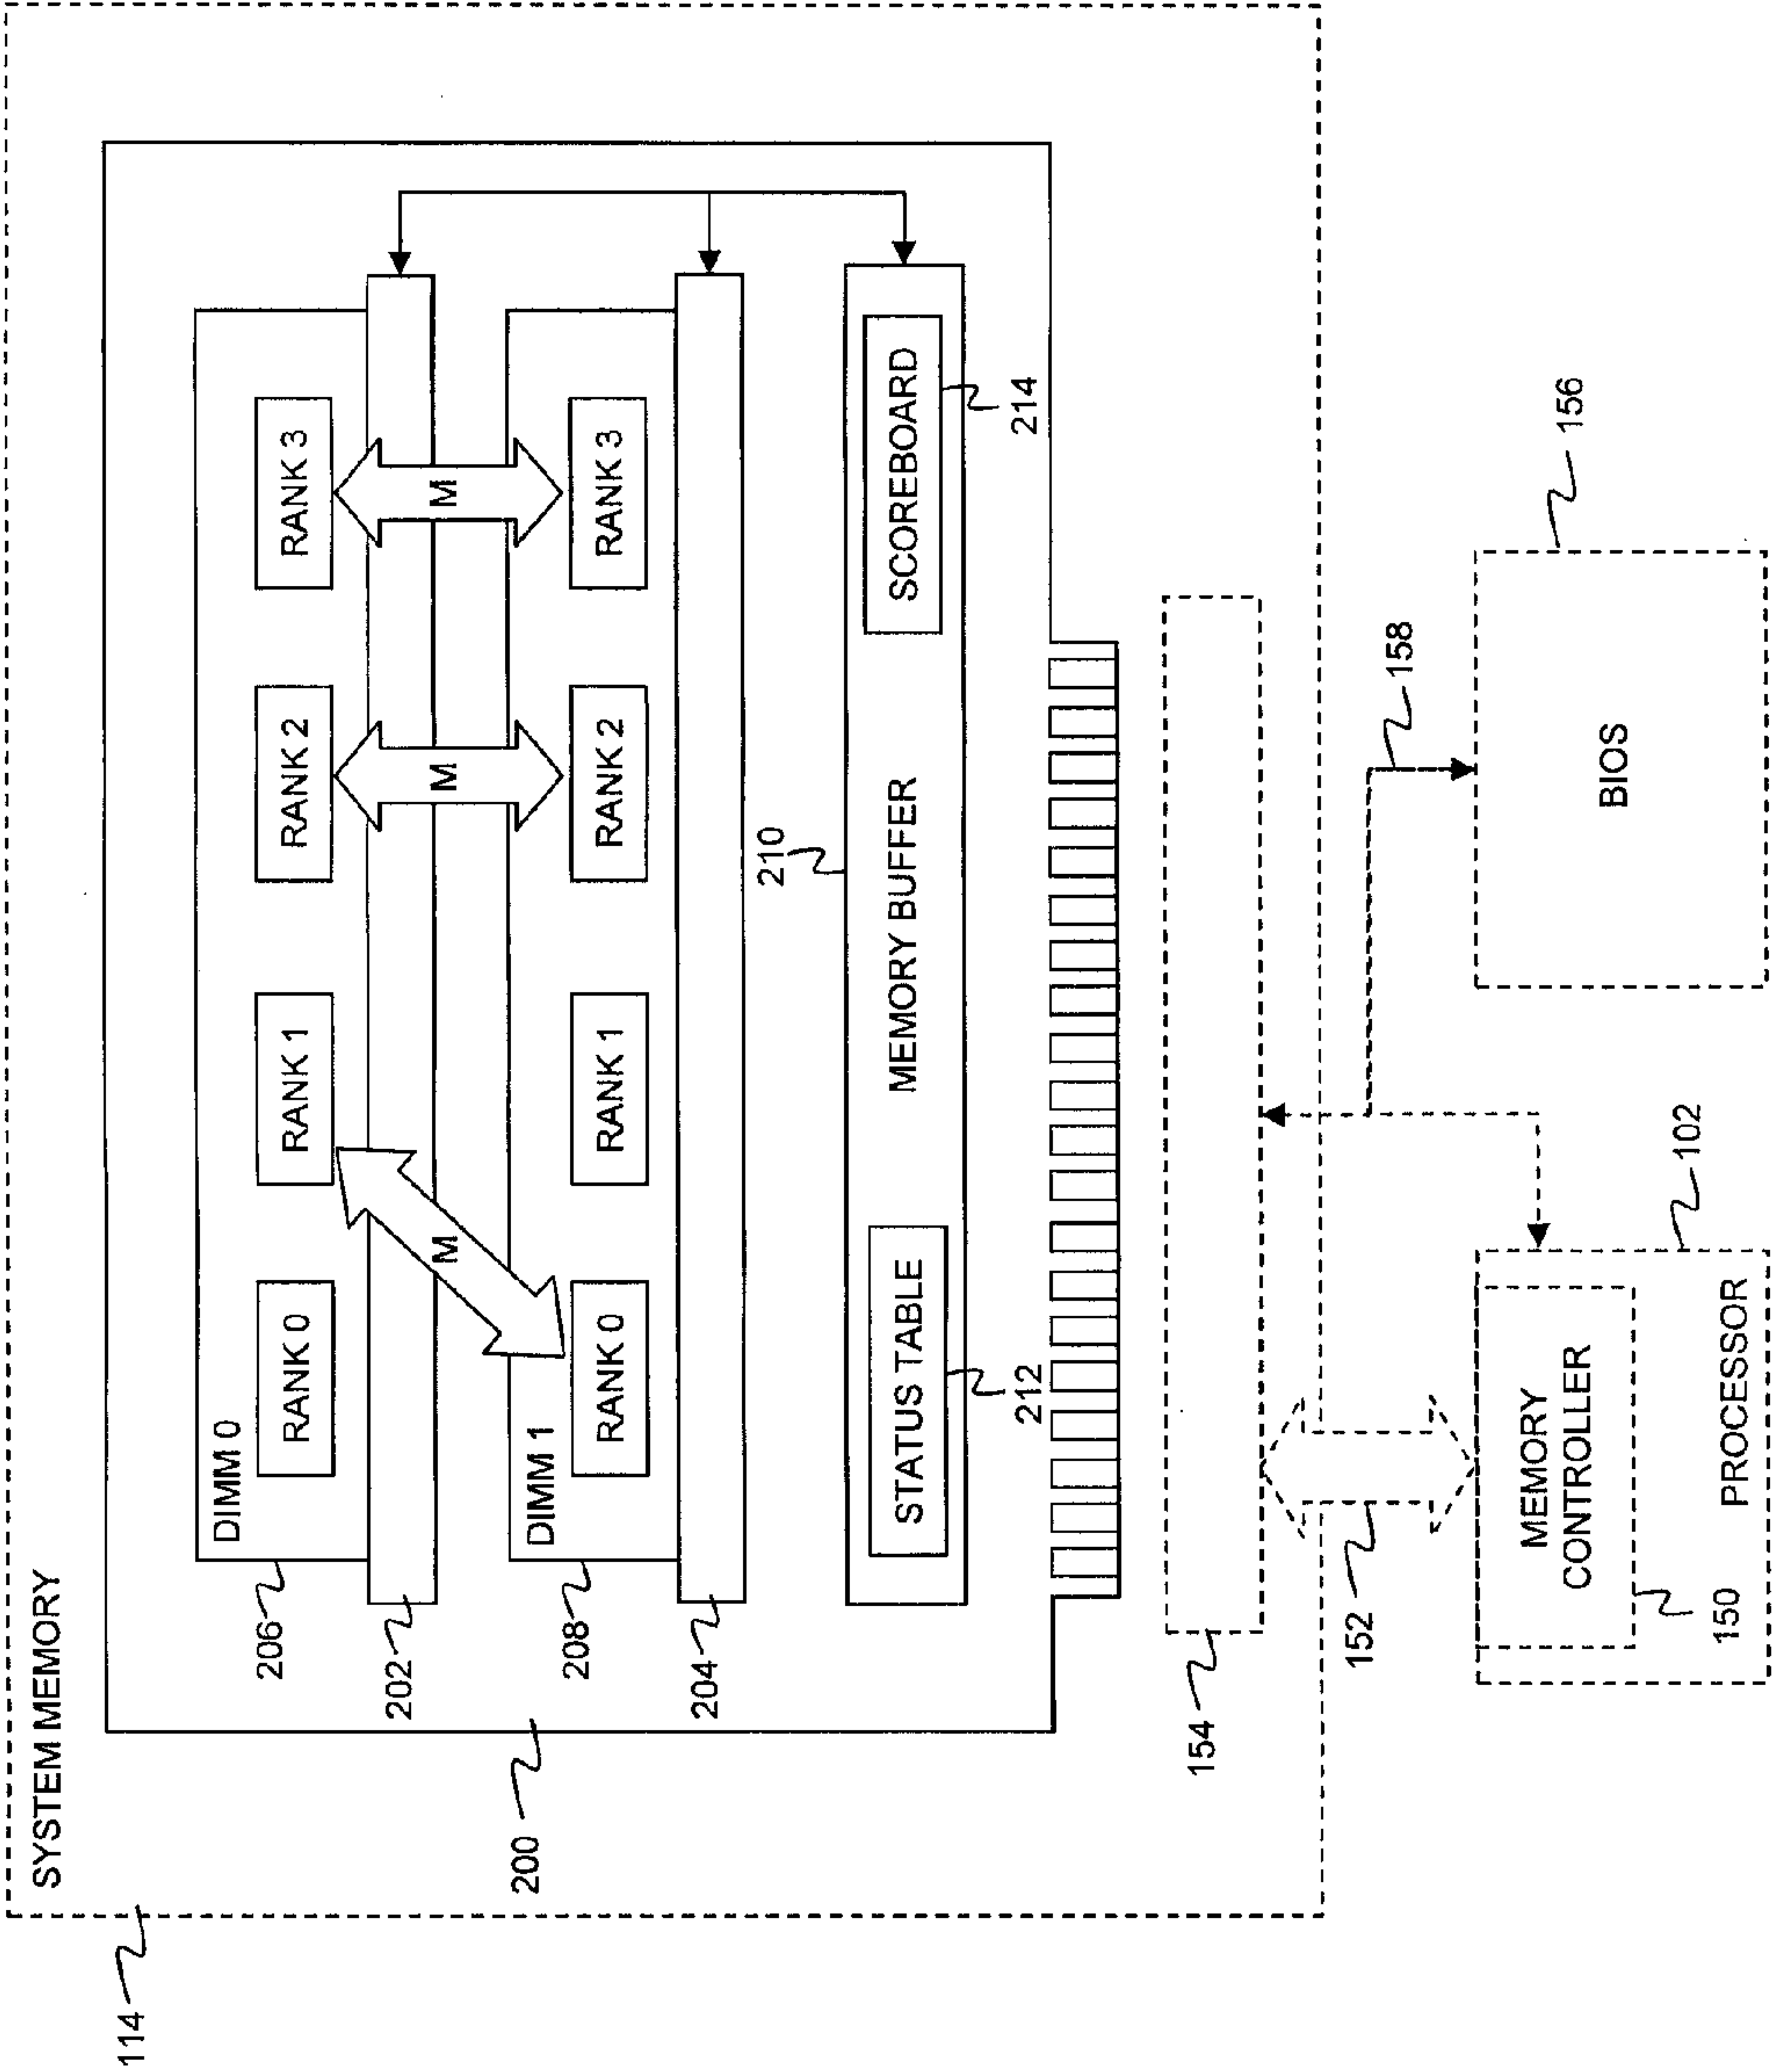 114
SYSTEM MEMORY
200
206
DIMM 0
RANK 0
RANK 1
RANK 2
RANK 3
202
M
M
M
208
DIMM 1
RANK 0
RANK 1
RANK 2
RANK 3
204
210
STATUS TABLE
MEMORY BUFFER
SCOREBOARD
212
214
154
152
158
156
MEMORY
CONTROLLER
150
PROCESSOR
102
BIOS